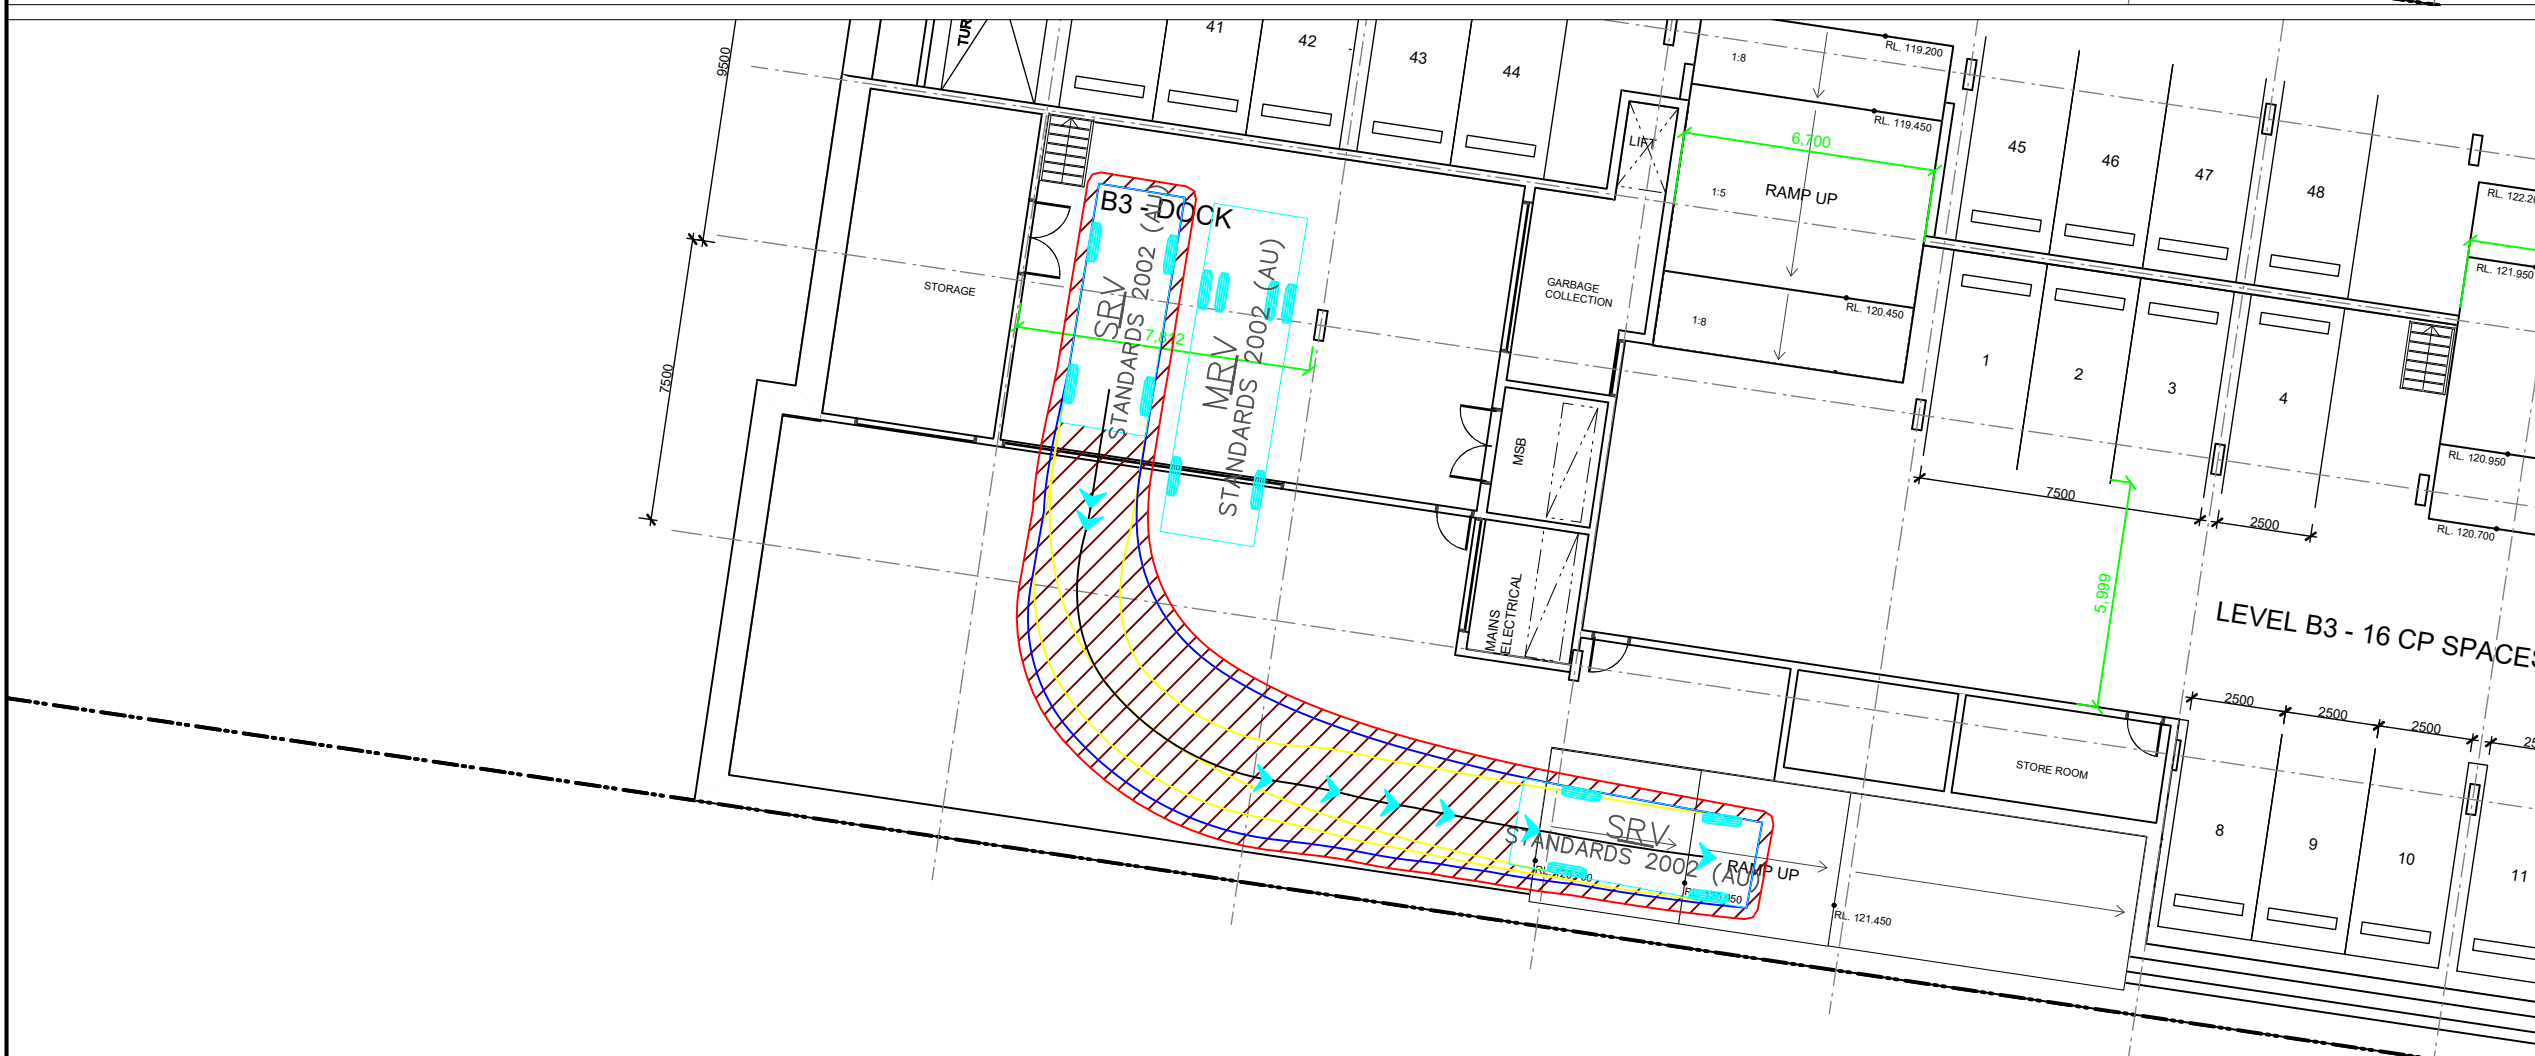 TUR
41
42
43
44
9500
7500
RL. 119.200
1:8
RL. 119.450
LIFT
6,700
1:5
RAMP UP
1:8
RL. 120.450
45
46
47
48
RL. 121.950
B3 - DOCK
STORAGE
SRV
STANDARDS 2002 (AU)
7,822
MRV
STANDARDS 2002 (AU)
GARBAGE
COLLECTION
MSB
MAINS
ELECTRICAL
1
2
3
4
7500
2500
RL. 120.950
RL. 120.700
5,999
LEVEL B3 - 16 CP SPACES
2500
2500
2500
STORE ROOM
8
9
10
11
SRV
STANDARDS 2002 (AU)
RAMP UP
RL. 121.450